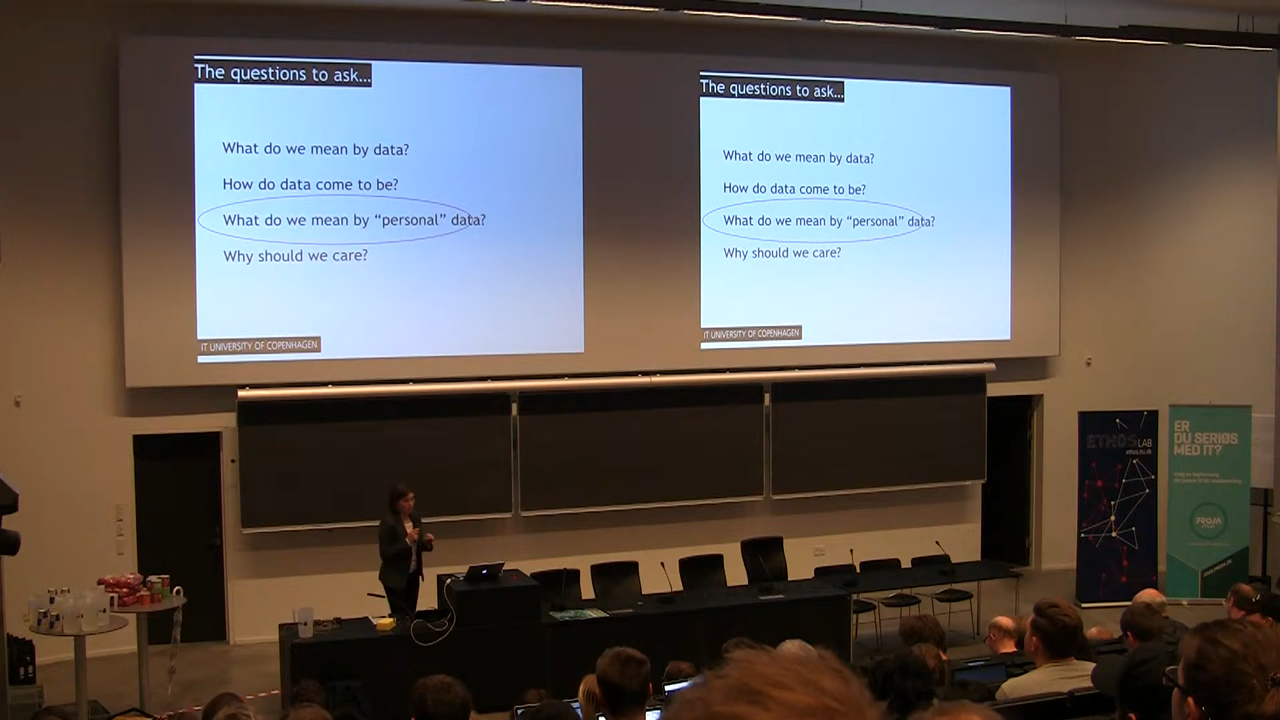 The questions to ask...
What do we mean by data?
How do data come to be?
What do we mean by “personal” data?
Why should we care?
IT UNIVERSITY OF COPENHAGEN
The questions to ask...
What do we mean by data?
How do data come to be?
What do we mean by “personal” data?
Why should we care?
IT UNIVERSITY OF COPENHAGEN
ETHOS LAB
ER
DU SERIØS
MED IT?
PROSA